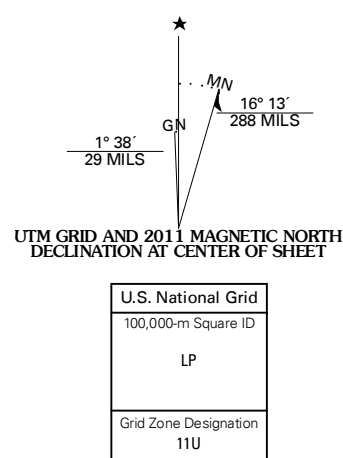 MN
16° 13´
288 MILS
GN
1° 38´
29 MILS
UTM GRID AND 2011 MAGNETIC NORTH
DECLINATION AT CENTER OF SHEET
U.S. National Grid
100,000-m Square ID
LP
Grid Zone Designation
11U